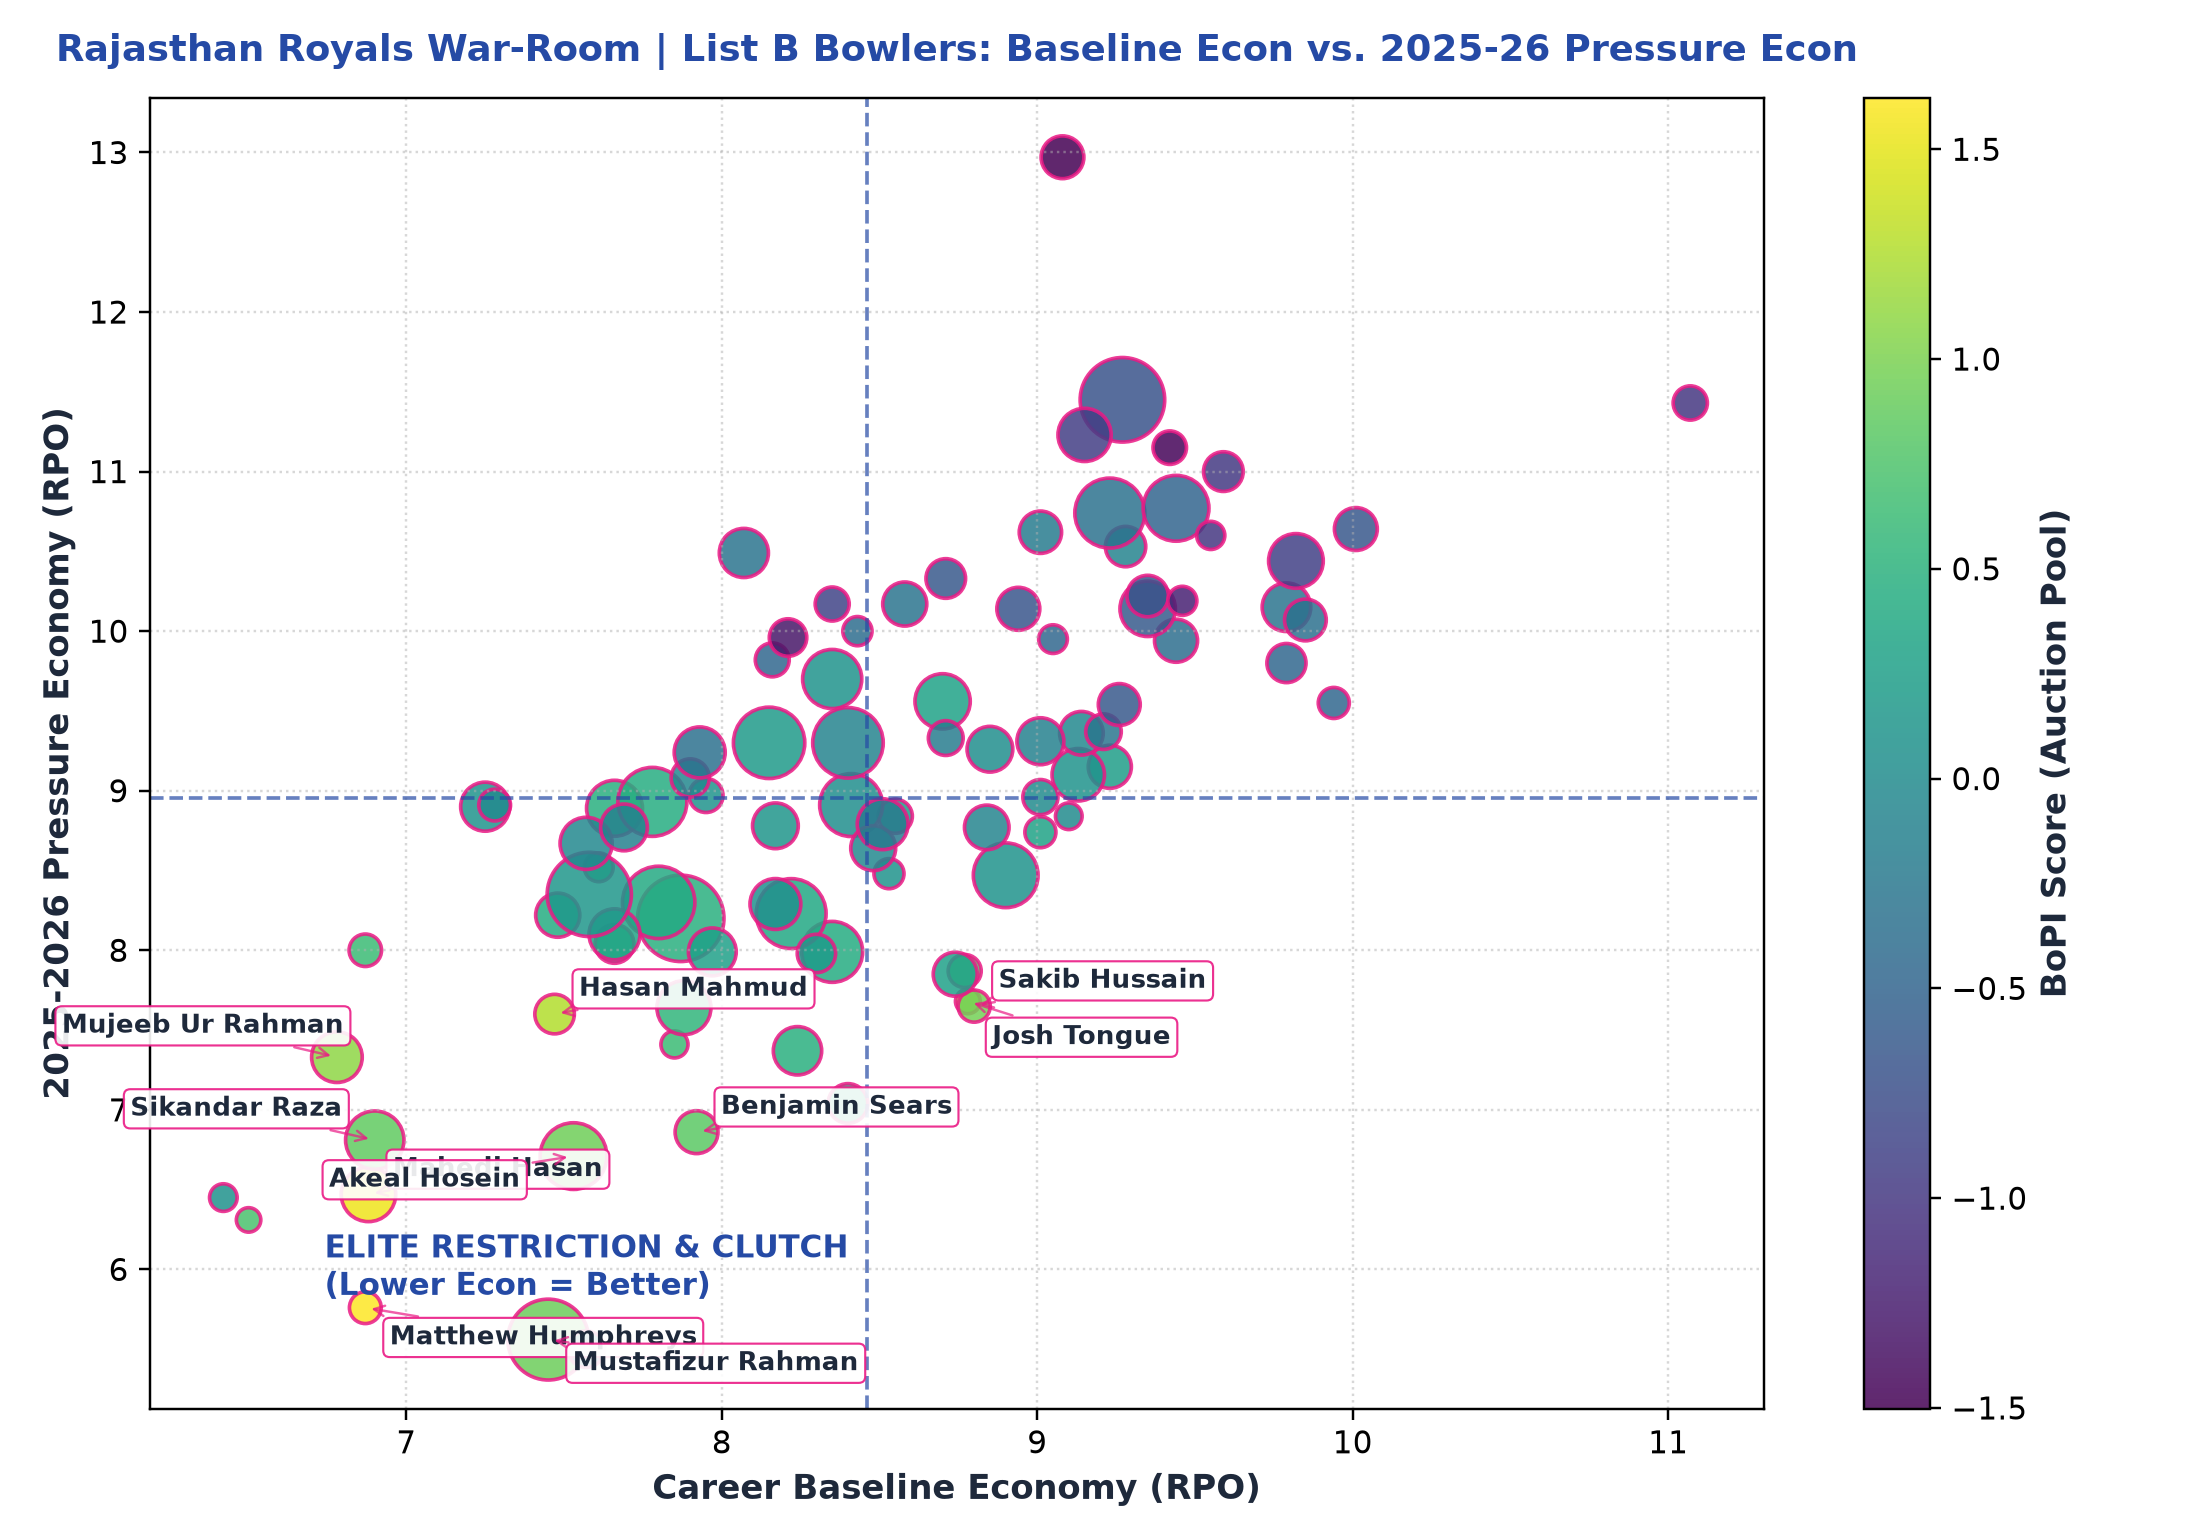 Rajasthan Royals War-Room | List B Bowlers: Baseline Econ vs. 2025-26 Pressure Econ
2025-2026 Pressure Economy (RPO)
13
12
11
10
9
8
7
6
Hasan Mahmud
Sakib Hussain
Mujeeb Ur Rahman
Josh Tongue
Sikandar Raza
Benjamin Sears
Mahedi Hasan
Akeal Hosein
ELITE RESTRICTION & CLUTCH
(Lower Econ = Better)
Matthew Humphreys
Mustafizur Rahman
7
8
9
10
11
Career Baseline Economy (RPO)
1.5
1.0
0.5
0.0
−0.5
−1.0
−1.5
BoPI Score (Auction Pool)